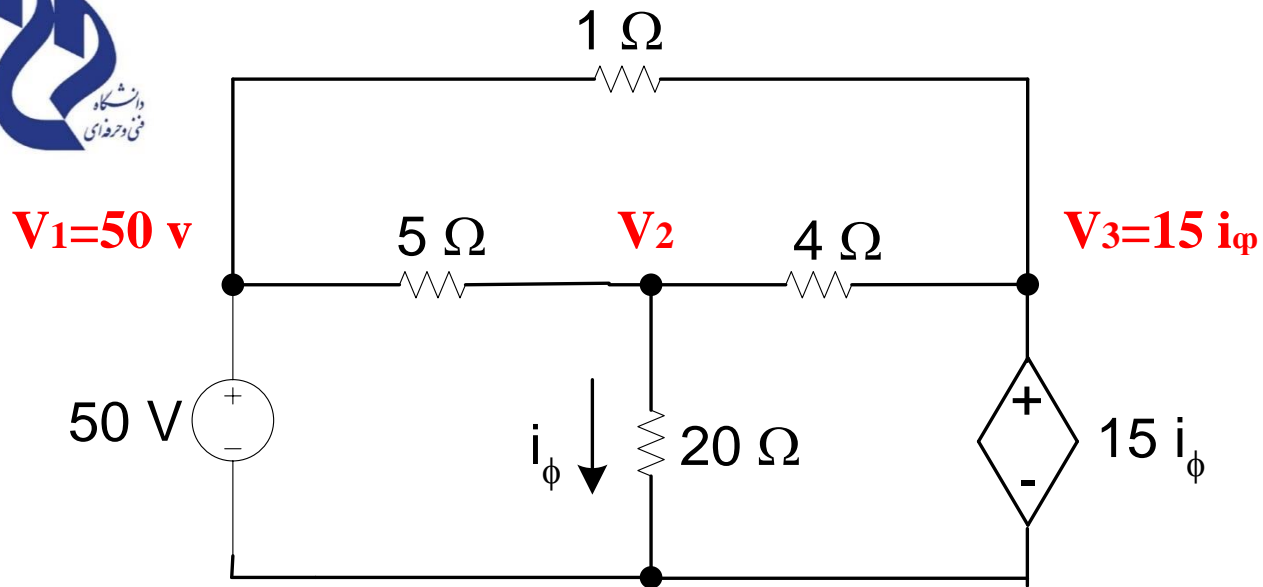 دانشگاه
فنی و حرفه‌ای
1 Ω
V1=50 v
5 Ω
V2
4 Ω
V3=15 iφ
50 V
+
−
iϕ
20 Ω
+
-
15 iϕ